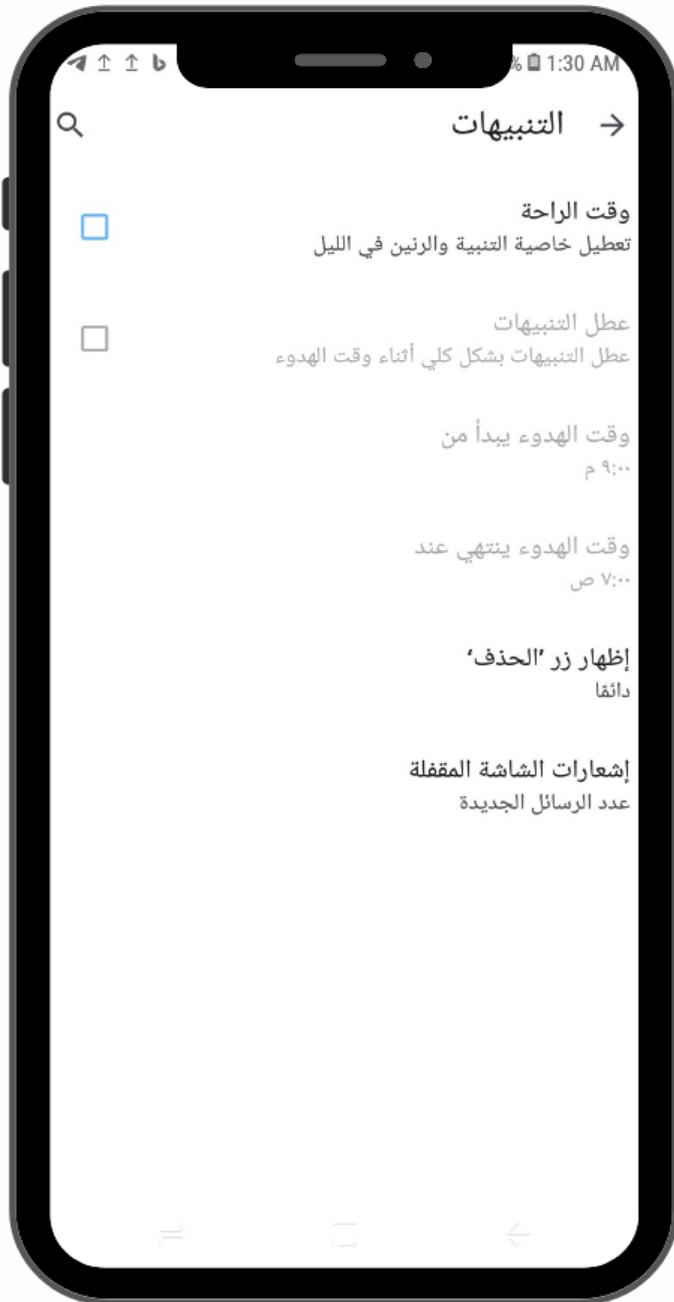 % 1:30 AM
التنبيهات
وقت الراحة
تعطيل خاصية التنبية والرنين في الليل
عطل التنبيهات
عطل التنبيهات بشكل كلي أثناء وقت الهدوء
وقت الهدوء يبدأ من
٩:٠٠ م
وقت الهدوء ينتهي عند
٧:٠٠ ص
إظهار زر ’الحذف‘
دائمًا
إشعارات الشاشة المقفلة
عدد الرسائل الجديدة